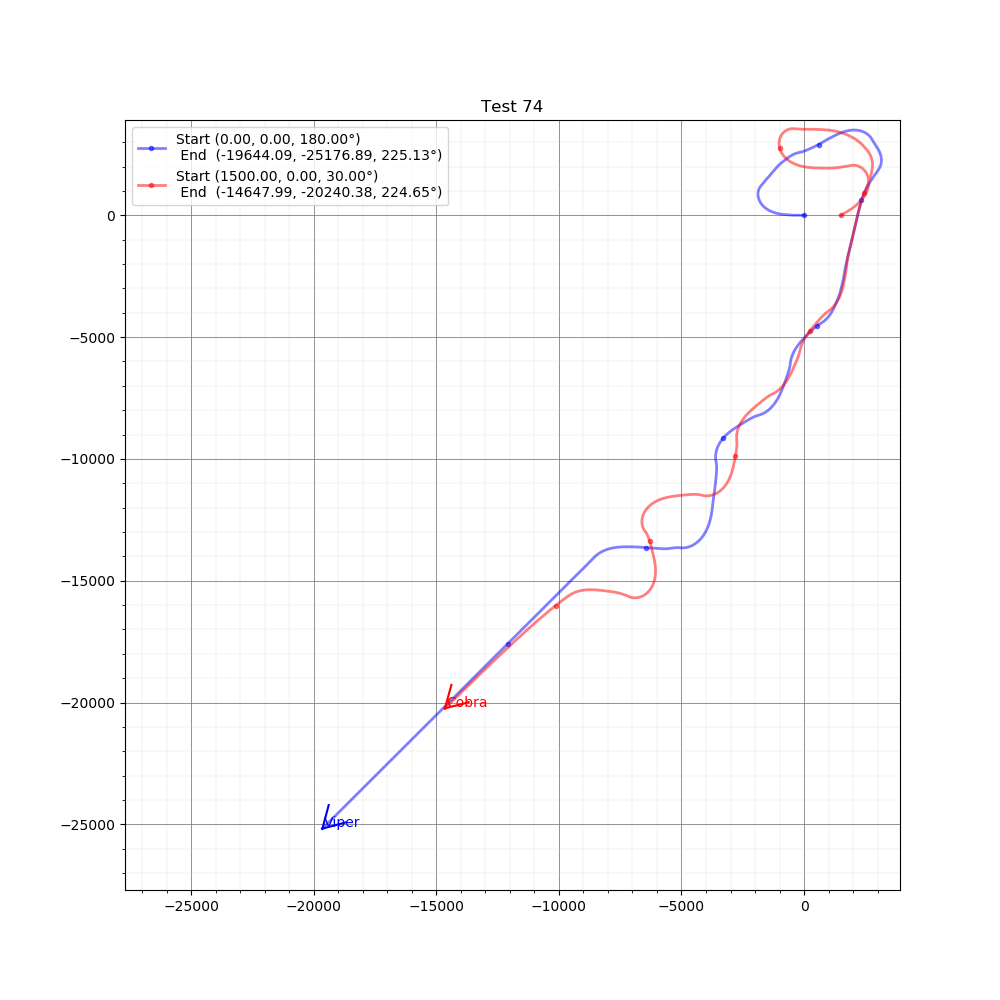 Test 74
Start (0.00, 0.00, 180.00°)
End (-19644.09, -25176.89, 225.13°)
Start (1500.00, 0.00, 30.00°)
End (-14647.99, -20240.38, 224.65°)
0
−5000
−10000
−15000
−20000
−25000
Cobra
Viper
−25000 −20000 −15000 −10000 −5000 0